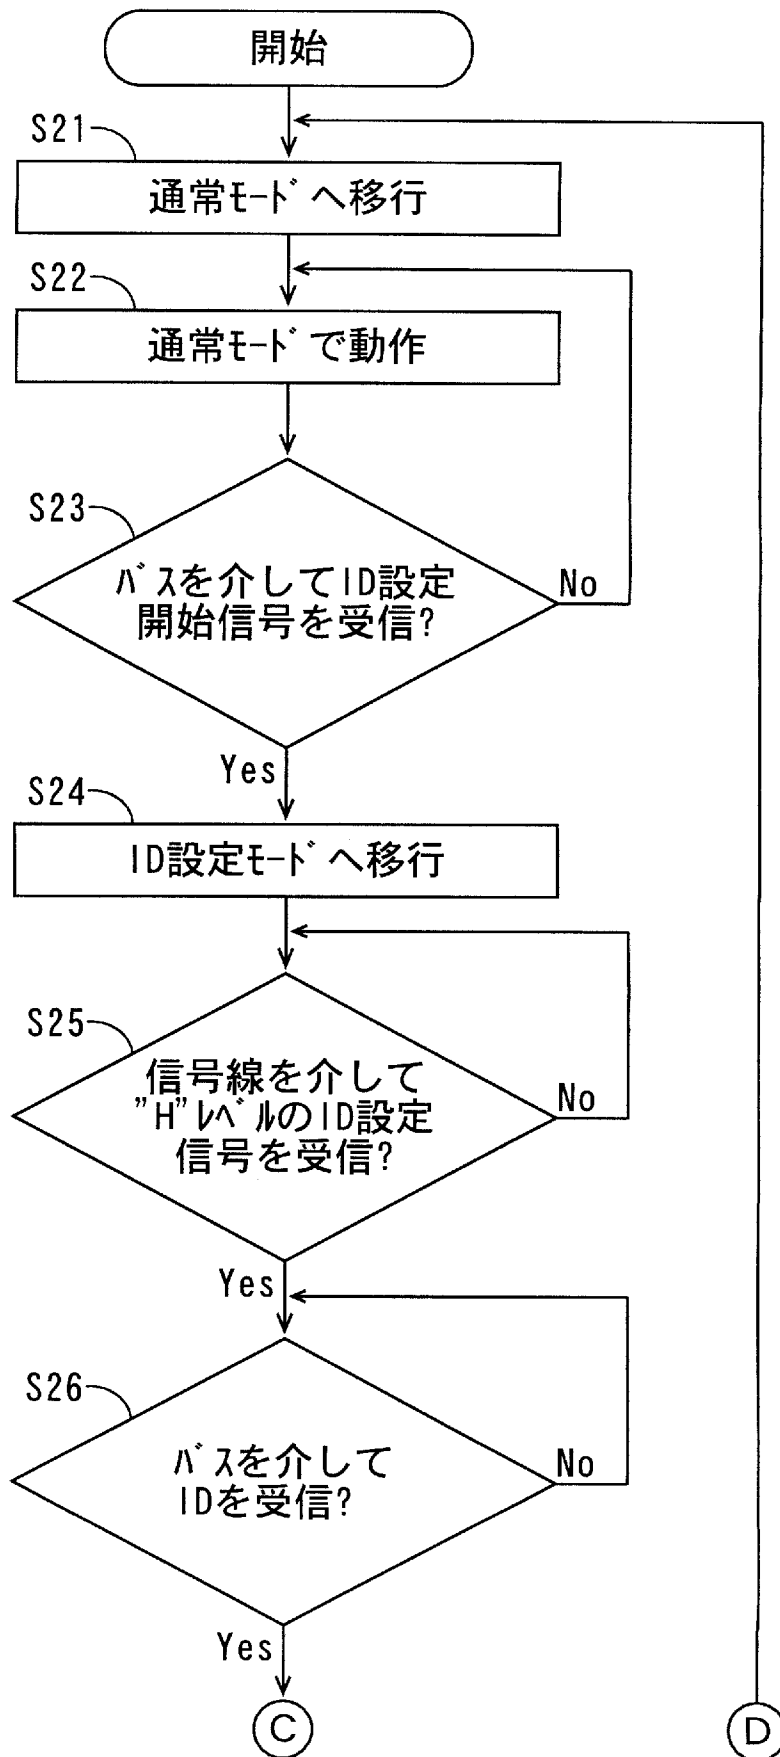 開始
S21
通常ﾓｰﾄﾞへ移行
S22
通常ﾓｰﾄﾞで動作
S23
ﾊﾞｽを介してID設定
開始信号を受信?
No
Yes
S24
ID設定ﾓｰﾄﾞへ移行
S25
信号線を介して
”H”ﾚﾍﾞﾙのID設定
信号を受信?
No
Yes
S26
ﾊﾞｽを介して
IDを受信?
No
Yes
C
D